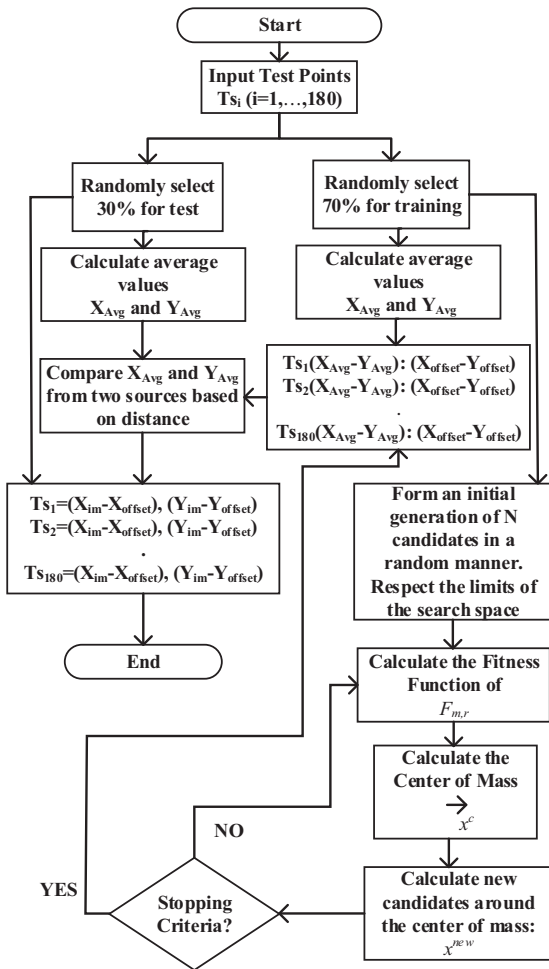 Start
Input Test Points
Tsi (i=1,…,180)
Randomly select
30% for test
Randomly select
70% for training
Calculate average
values
XAvg and YAvg
Calculate average
values
XAvg and YAvg
Compare XAvg and YAvg
from two sources based
on distance
Ts1(XAvg-YAvg): (Xoffset-Yoffset)
Ts2(XAvg-YAvg): (Xoffset-Yoffset)
.
Ts180(XAvg-YAvg): (Xoffset-Yoffset)
Ts1=(Xim-Xoffset), (Yim-Yoffset)
Ts2=(Xim-Xoffset), (Yim-Yoffset)
.
Ts180=(Xim-Xoffset), (Yim-Yoffset)
End
Form an initial
generation of N
candidates in a
random manner.
Respect the limits of
the search space
Calculate the Fitness
Function of
Fm,r
Calculate the
Center of Mass
→
xc
Calculate new
candidates around
the center of mass:
xnew
Stopping
Criteria?
NO
YES